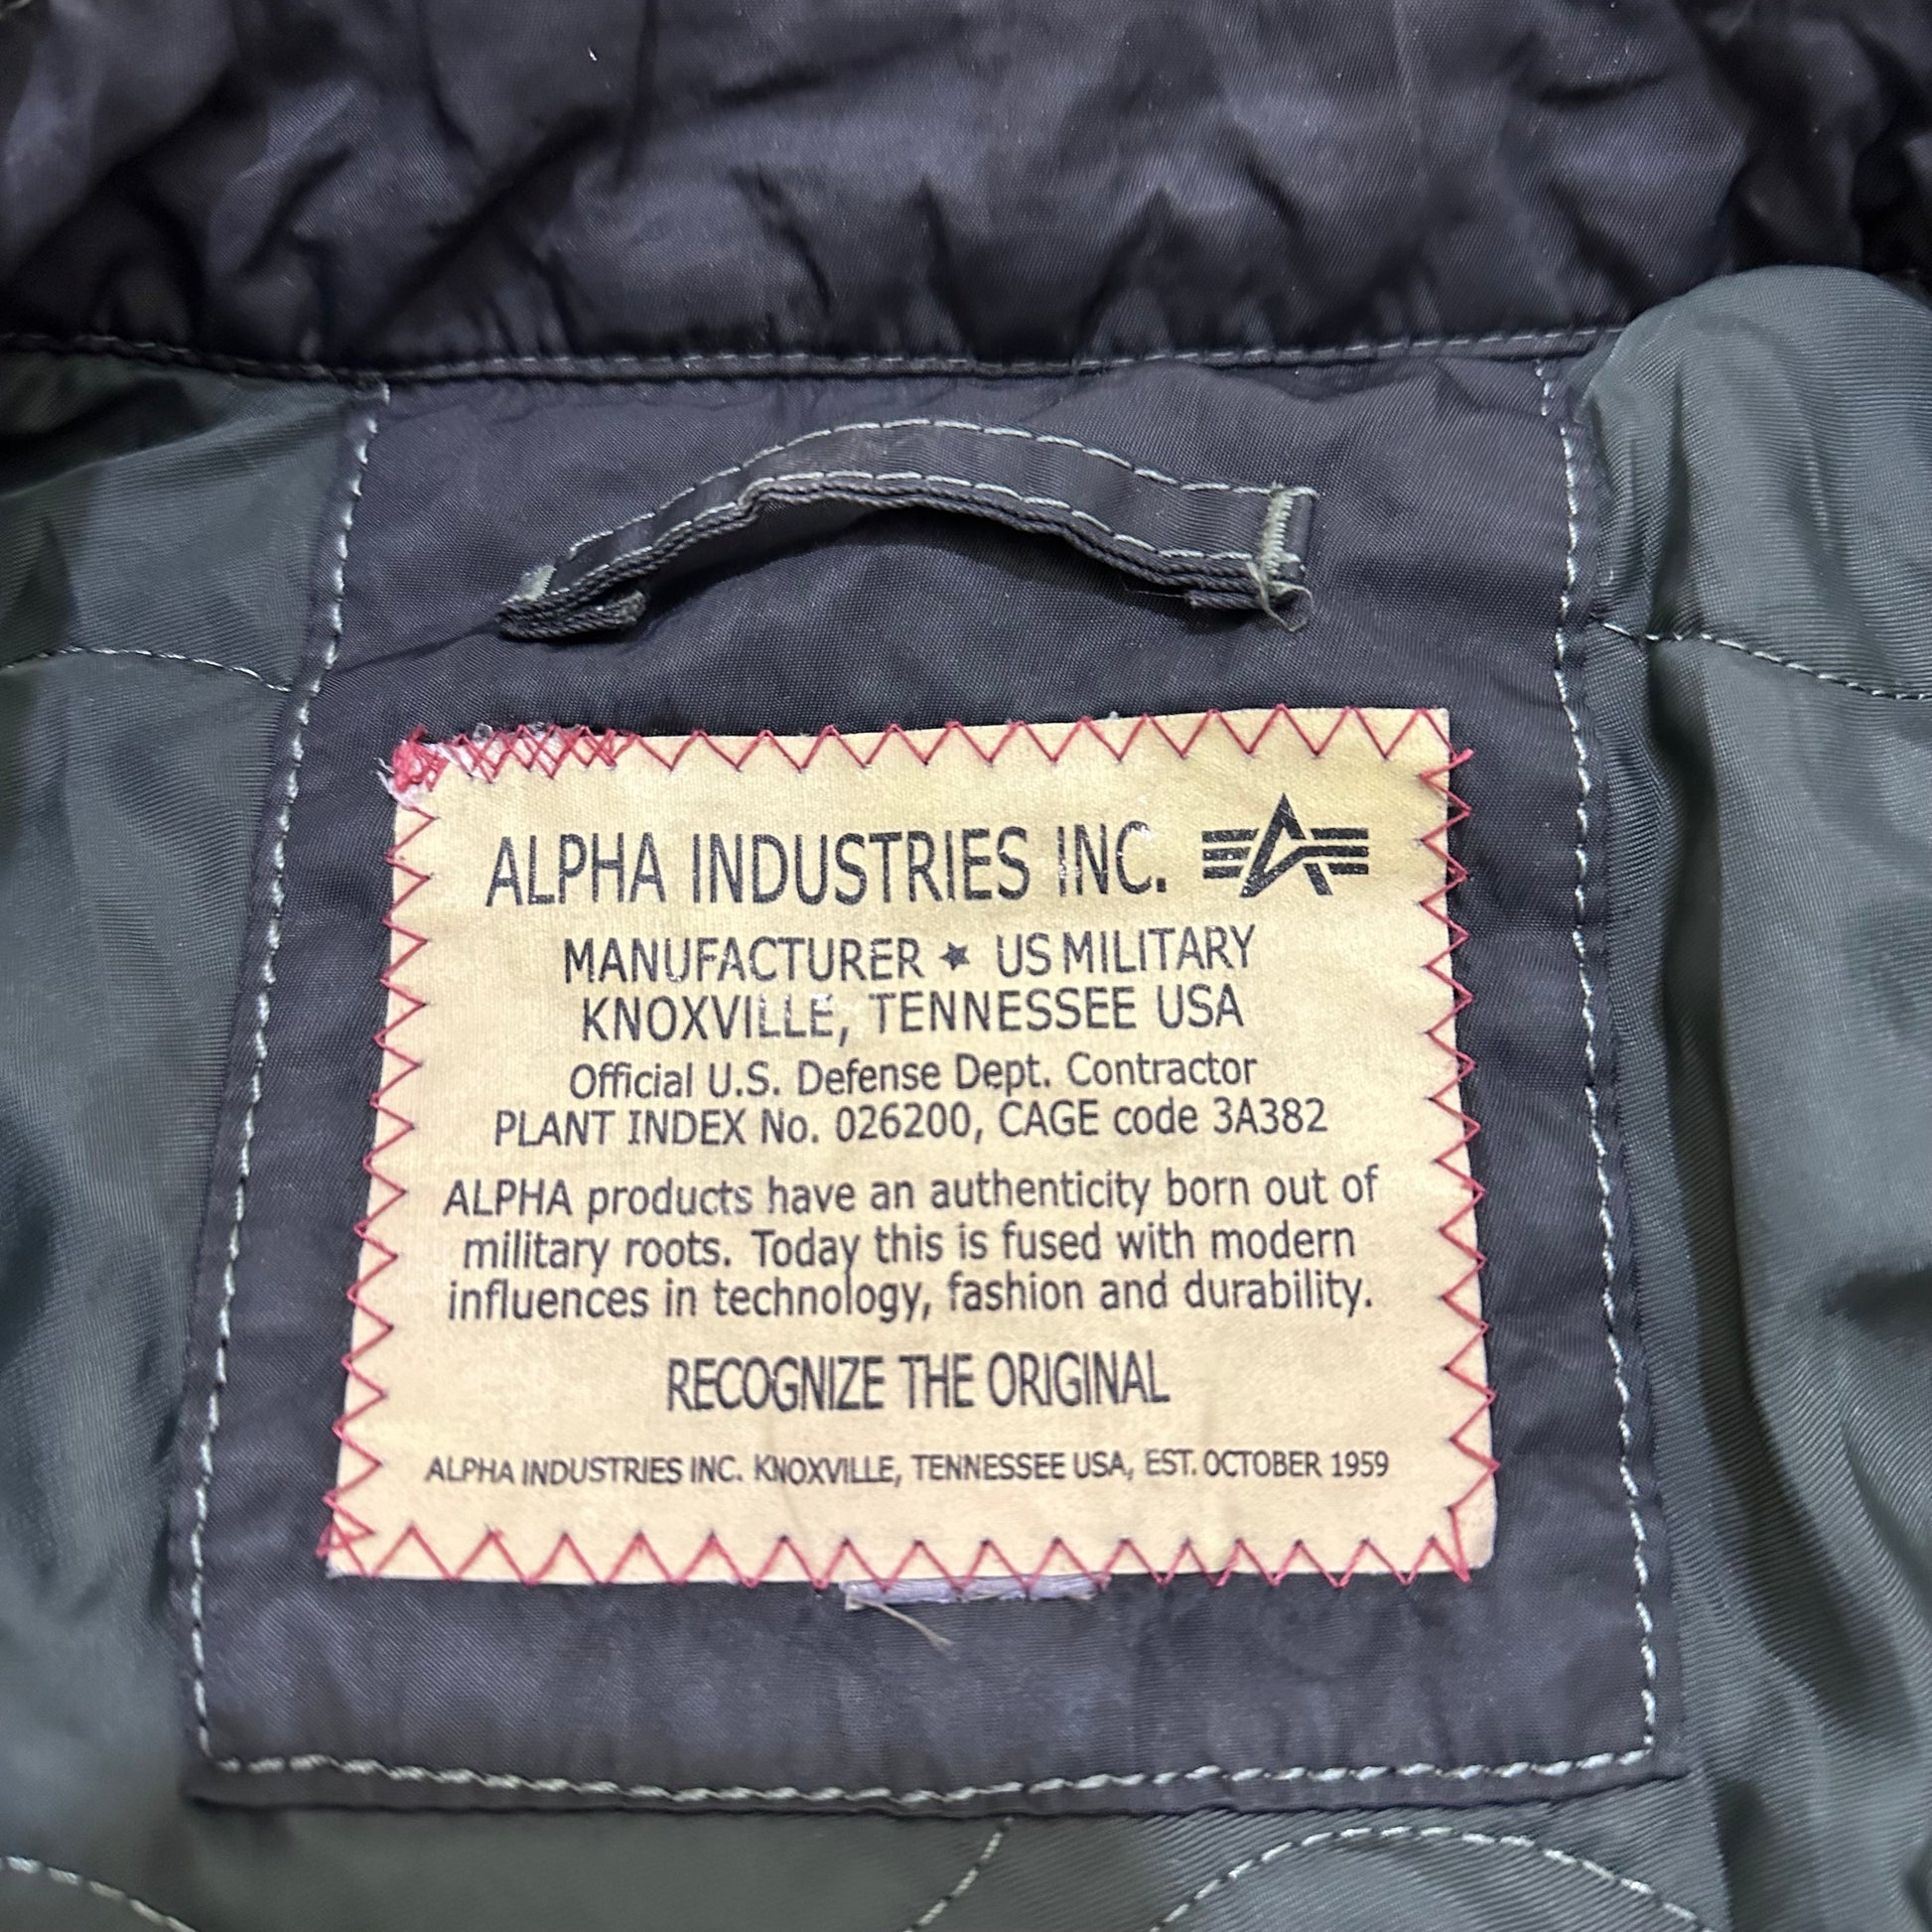 ALPHA INDUSTRIES INC.
MANUFACTURER ★ US MILITARY
KNOXVILLE, TENNESSEE USA
Official U.S. Defense Dept. Contractor
PLANT INDEX No. 026200, CAGE code 3A382
ALPHA products have an authenticity born out of
military roots. Today this is fused with modern
influences in technology, fashion and durability.
RECOGNIZE THE ORIGINAL
ALPHA INDUSTRIES INC. KNOXVILLE, TENNESSEE USA, EST. OCTOBER 1959